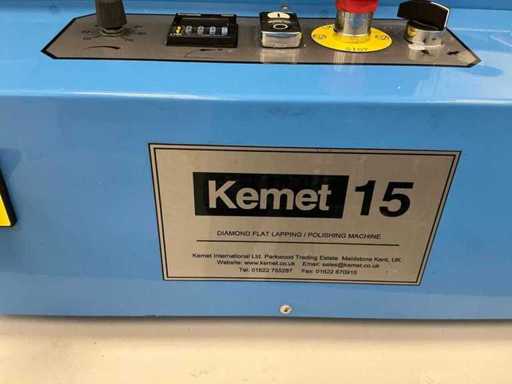 STOP
Kemet 15
DIAMOND FLAT LAPPING / POLISHING MACHINE
Kemet International Ltd. Parkwood Trading Estate. Maidstone Kent, UK
Website: www.kemet.co.uk Email: sales@kemet.co.uk
Tel: 01622 755287 Fax: 01622 670915